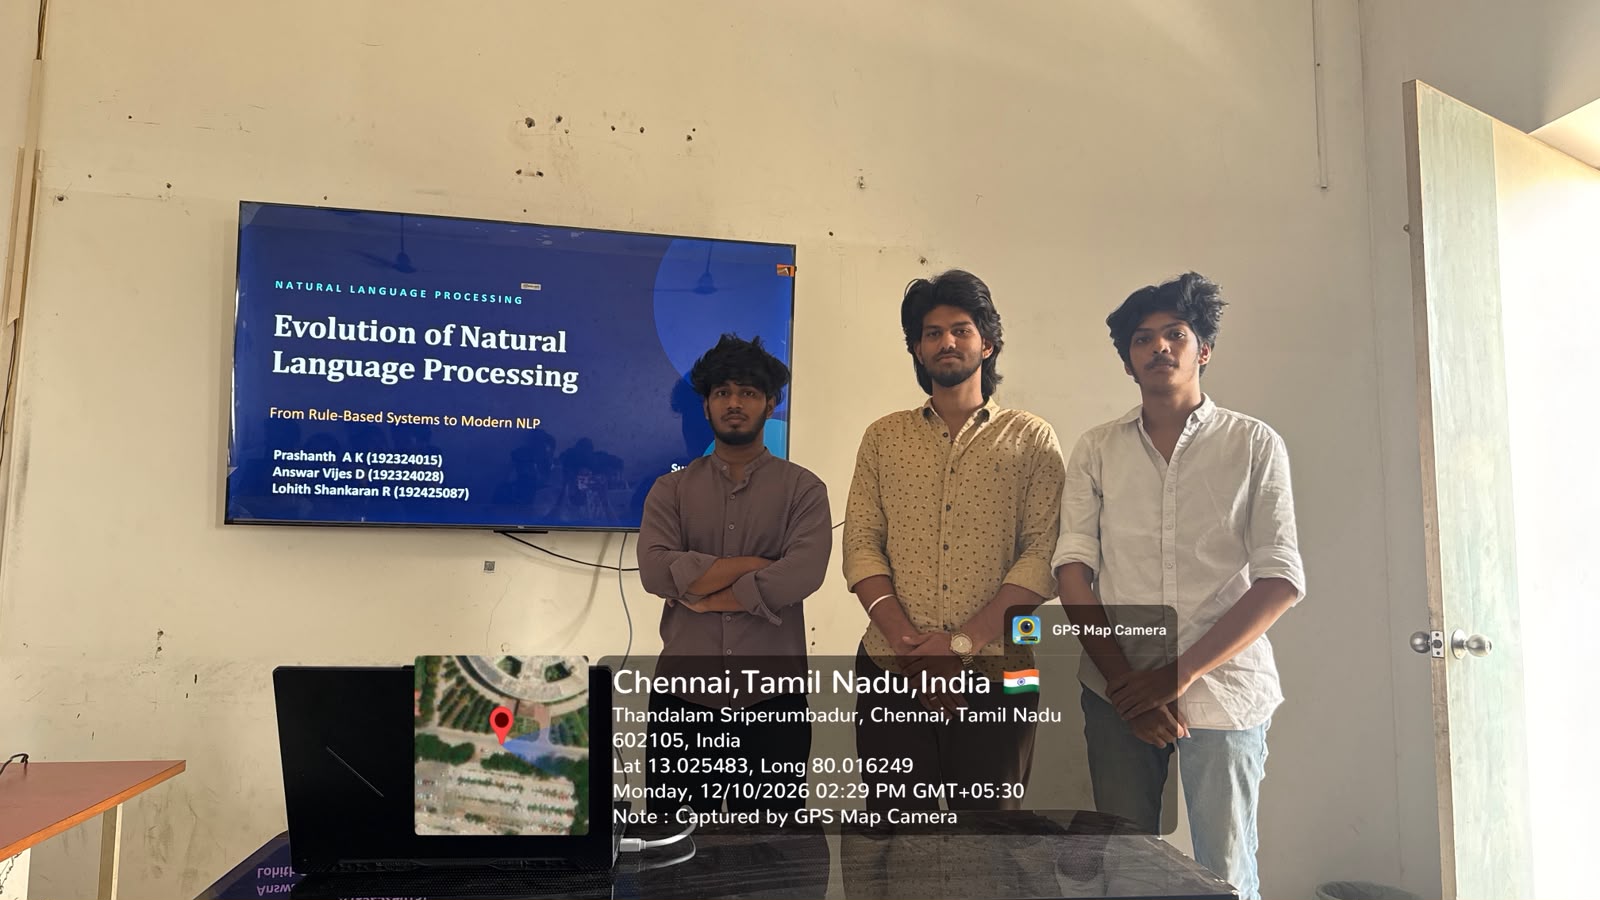 NATURAL LANGUAGE PROCESSING
Evolution of Natural
Language Processing
From Rule-Based Systems to Modern NLP
Prashanth A K (192324015)
Answar Vijes D (192324028)
Lohith Shankaran R (192425087)
GPS Map Camera
Chennai,Tamil Nadu,India
Thandalam Sriperumbadur, Chennai, Tamil Nadu
602105, India
Lat 13.025483, Long 80.016249
Monday, 12/10/2026 02:29 PM GMT+05:30
Note : Captured by GPS Map Camera